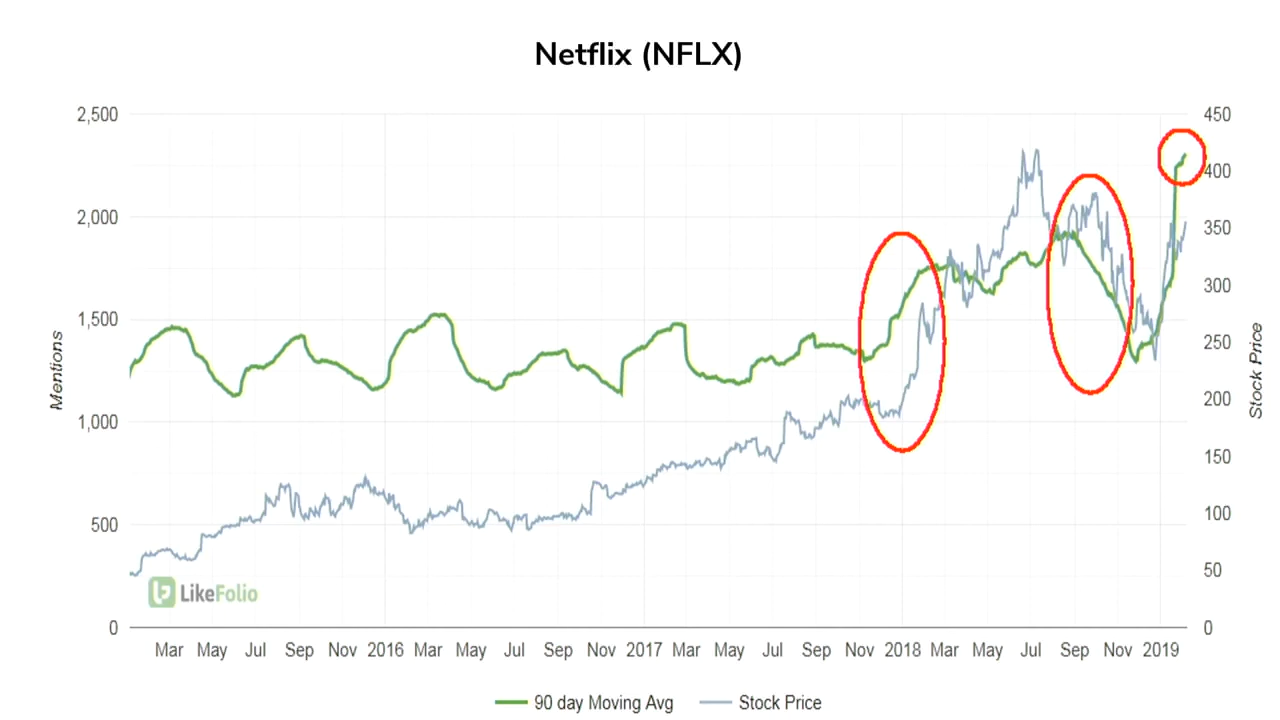 Netflix (NFLX)
2,500
2,000
1,500
1,000
500
0
Mentions
450
400
350
300
250
200
150
100
50
0
Stock Price
LikeFolio
Mar May Jul Sep Nov 2016 Mar May Jul Sep Nov 2017 Mar May Jul Sep Nov 2018 Mar May Jul Sep Nov 2019
90 day Moving Avg Stock Price